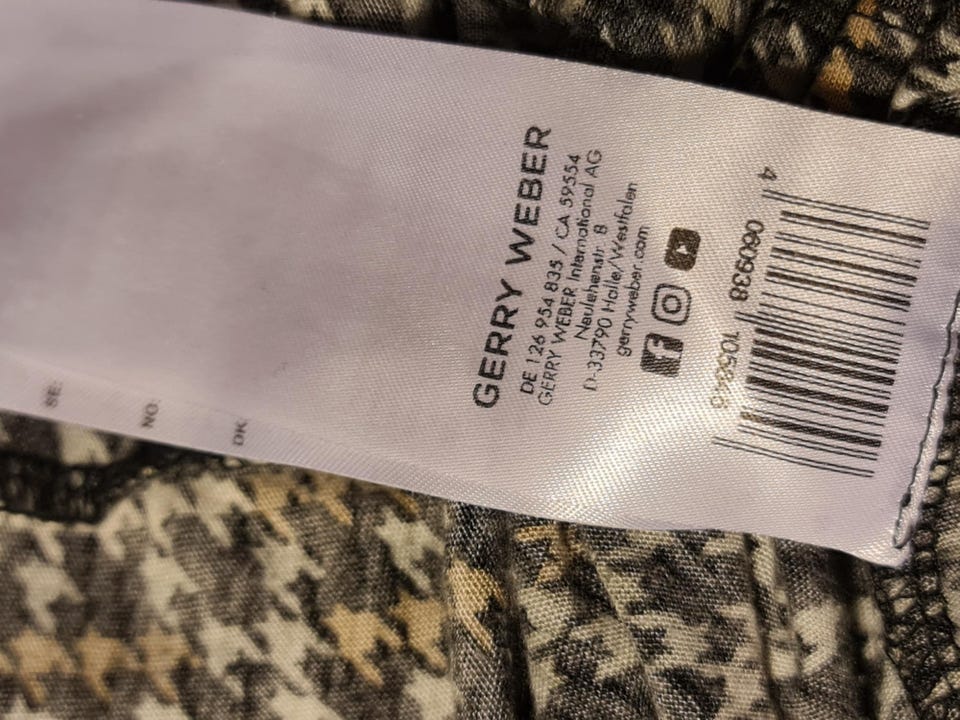 GERRY WEBER
DE 126 954 835 / CA 59554
GERRY WEBER International AG
Neulehenstr. 8
D-33790 Halle/Westfalen
gerryweber.com
4 060938
SE:
NO:
DK: